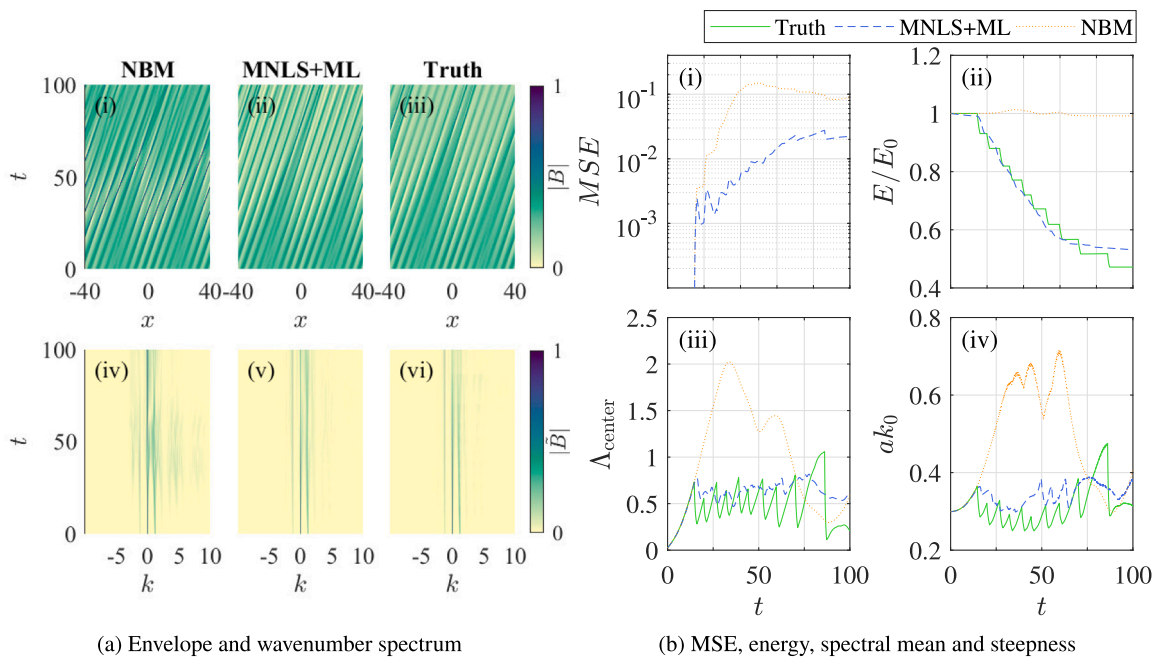 Truth MNLS+ML NBM
NBM MNLS+ML Truth
(i) (ii) (iii)
t
100
50
0
-40 0 40 -40 0 40 -40 0 40
x x x
1
0
|B|
(iv) (v) (vi)
t
100
50
0
-5 0 5 10 -5 0 5 10 -5 0 5 10
k k k
1
0
|B̃|
(a) Envelope and wavenumber spectrum
(i)
MSE
10⁻¹
10⁻²
10⁻³
(ii)
E/E₀
1.2
1
0.8
0.6
0.4
(iii)
Λcenter
2.5
2
1.5
1
0.5
0
0 50 100
t
(iv)
ak₀
0.8
0.6
0.4
0.2
0 50 100
t
(b) MSE, energy, spectral mean and steepness